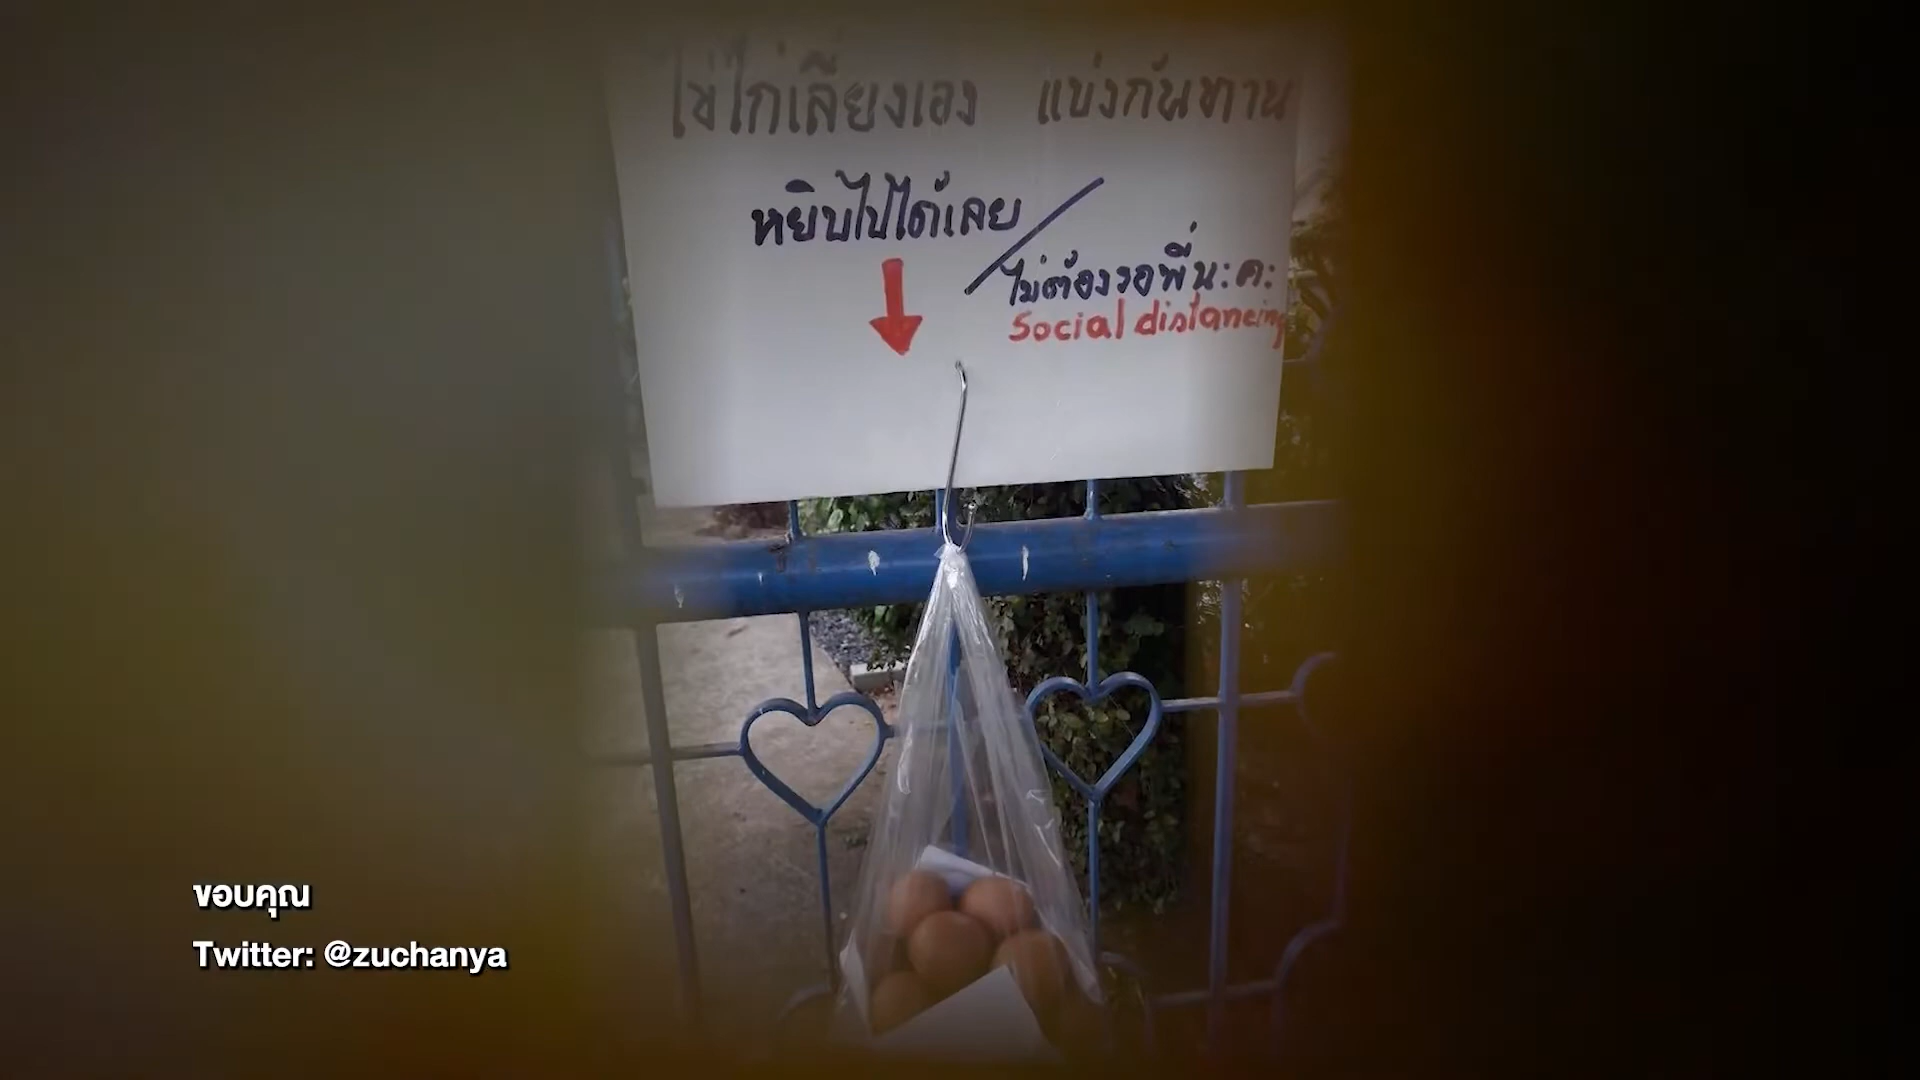 ไข่ไก่เลี้ยงเอง แบ่งกันทาน
หยิบไปได้เลย
ไม่ต้องรอพี่นะคะ
Social distancing
ขอบคุณ
Twitter: @zuchanya